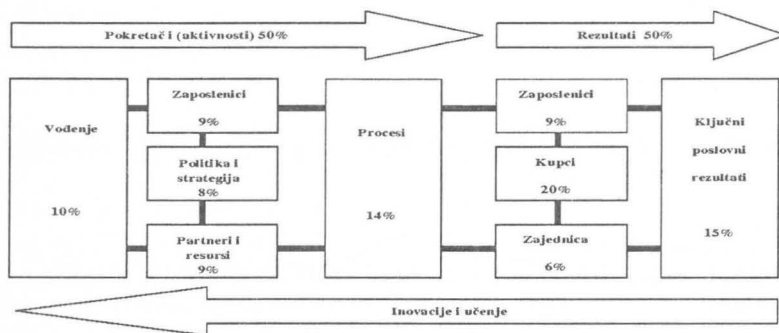 Pokretač i (aktivnosti) 50%
Rezultati 50%
Vođenje
10%
Zaposlenici
9%
Politika i
strategija
8%
Partneri i
resursi
9%
Procesi
14%
Zaposlenici
9%
Kupci
20%
Zajednica
6%
Ključni
poslovni
rezultati
15%
Inovacije i učenje